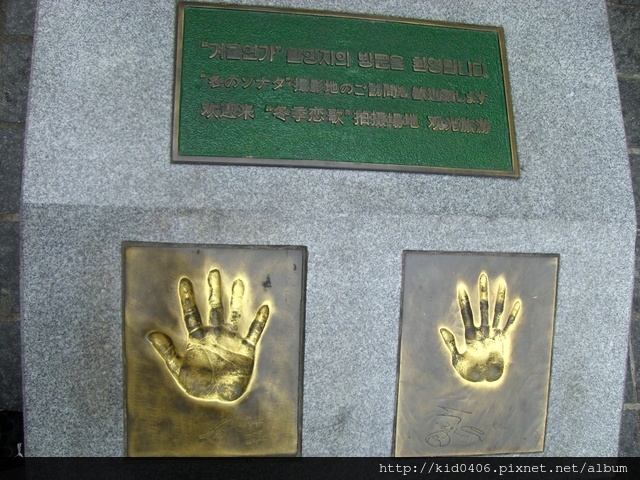 "겨울연가" 촬영지의 방문을 환영합니다.
"冬のソナタ"撮影地のご訪問を歓迎致します
欢迎来 "冬季恋歌" 拍摄場地 观光旅游
http://kid0406.pixnet.net/album